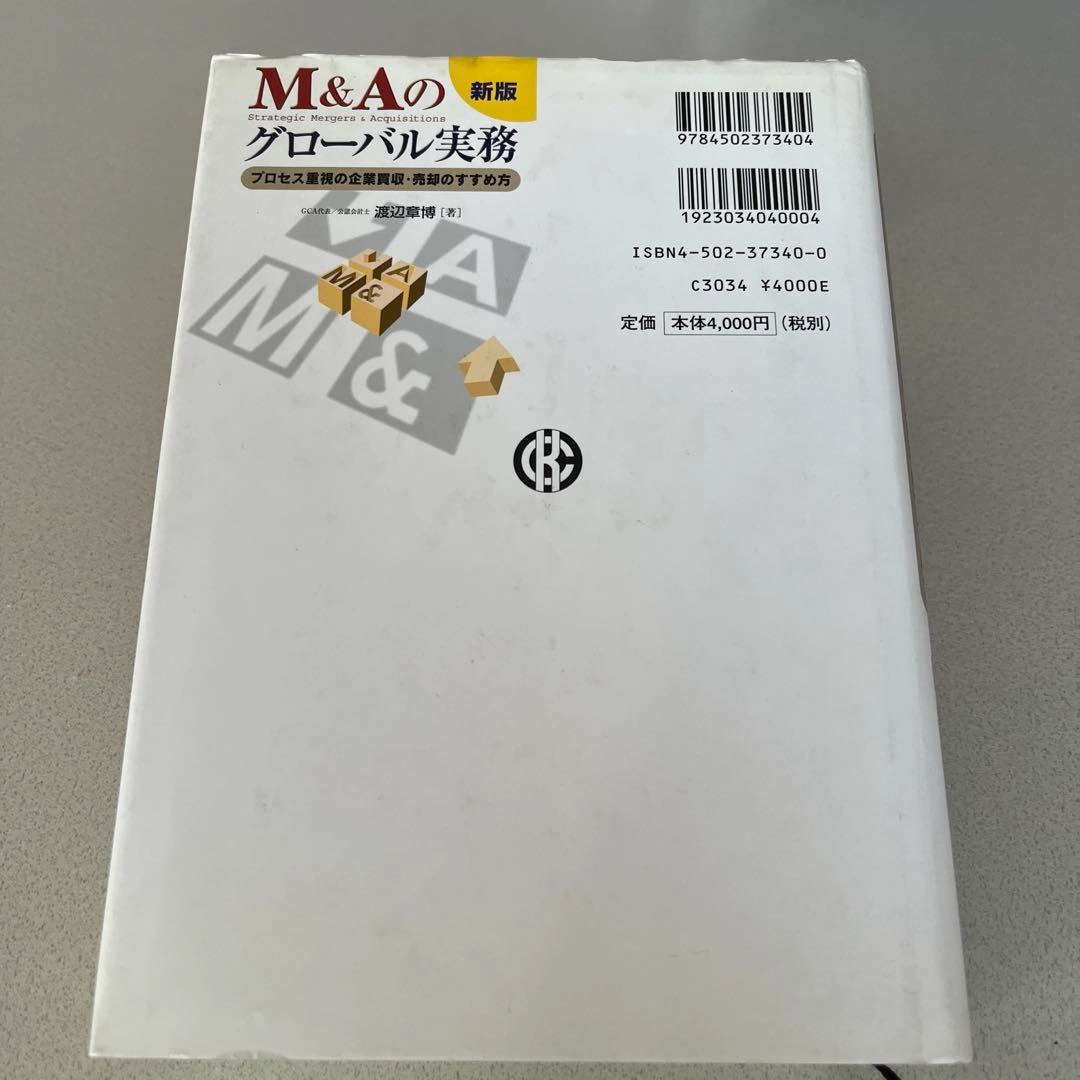 M&Aの
新版
Strategic Mergers & Acquisitions
グローバル実務
プロセス重視の企業買収・売却のすすめ方
GCA代表/公認会計士 渡辺章博[著]
M&A
M&A
9784502373404
1923034040004
ISBN4-502-37340-0
C3034 ¥4000E
定価 本体4,000円(税別)